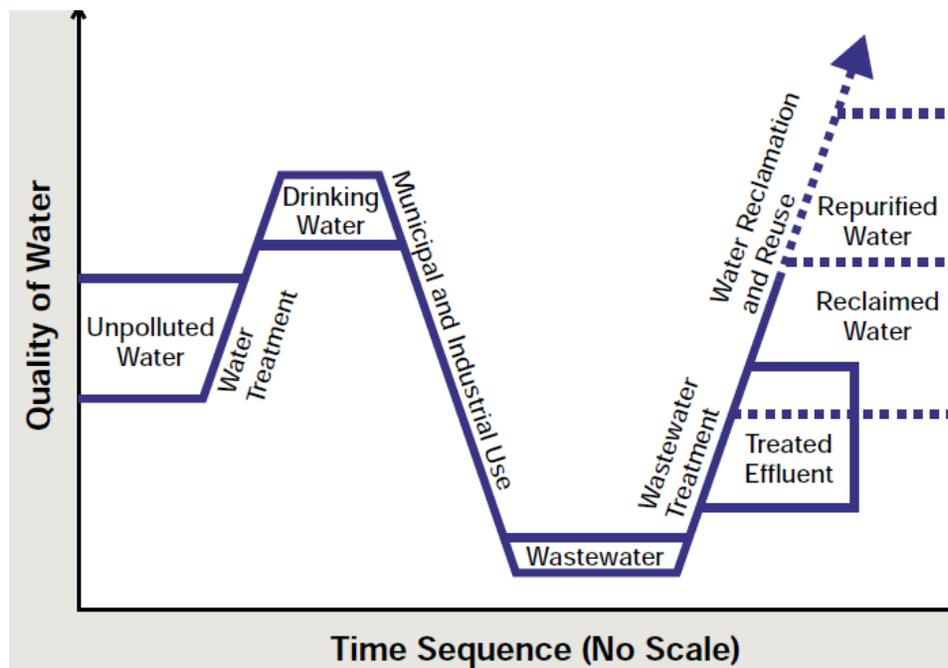 Quality of Water
Unpolluted
Water
Water
Treatment
Drinking
Water
Municipal and Industrial Use
Wastewater
Wastewater
Treatment
Treated
Effluent
Water Reclamation
and Reuse
Repurified
Water
Reclaimed
Water
Time Sequence (No Scale)